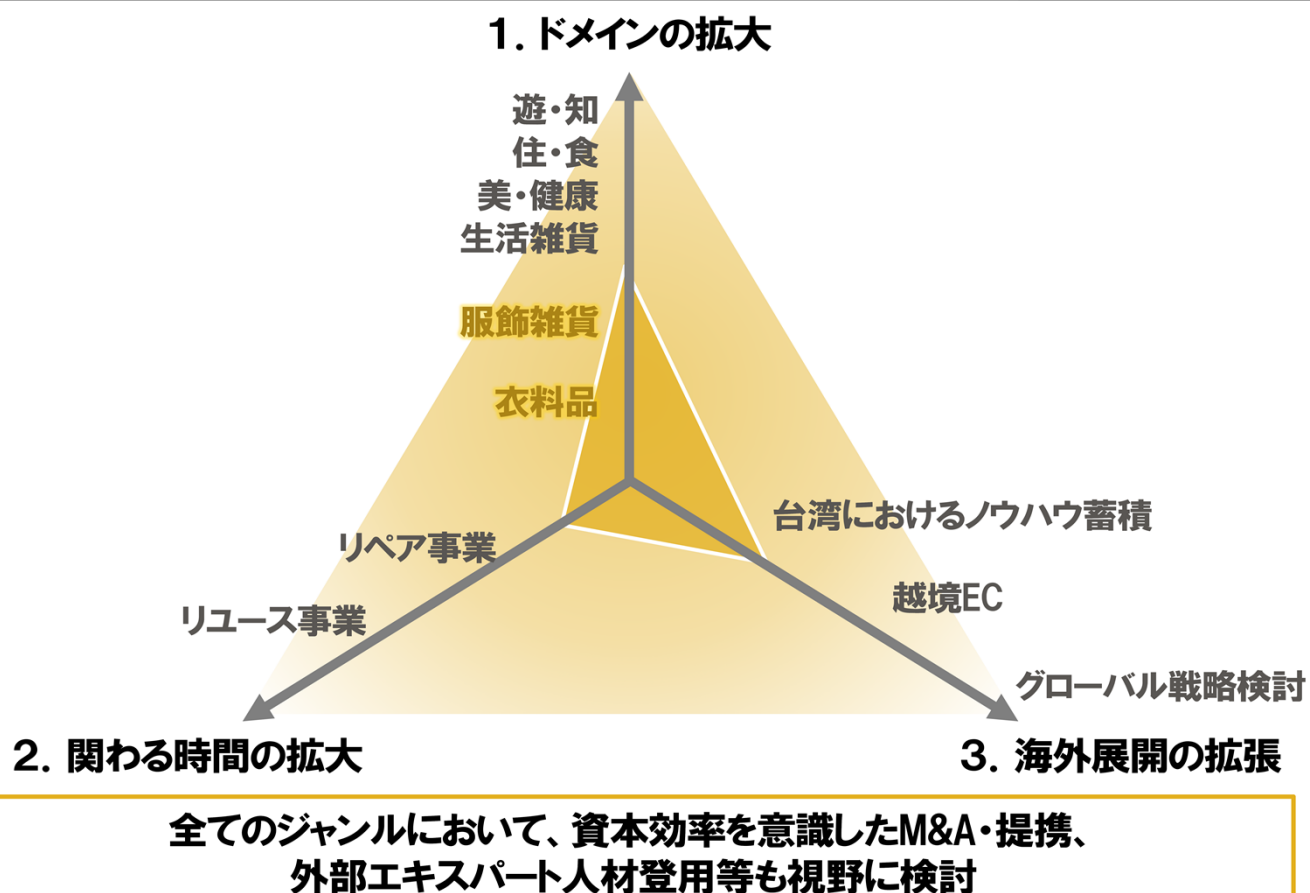 1．ドメインの拡大
遊・知
住・食
美・健康
生活雑貨
服飾雑貨
衣料品
台湾におけるノウハウ蓄積
リペア事業
越境EC
リユース事業
グローバル戦略検討
2．関わる時間の拡大
3．海外展開の拡張
全てのジャンルにおいて、資本効率を意識したM&A・提携、
外部エキスパート人材登用等も視野に検討